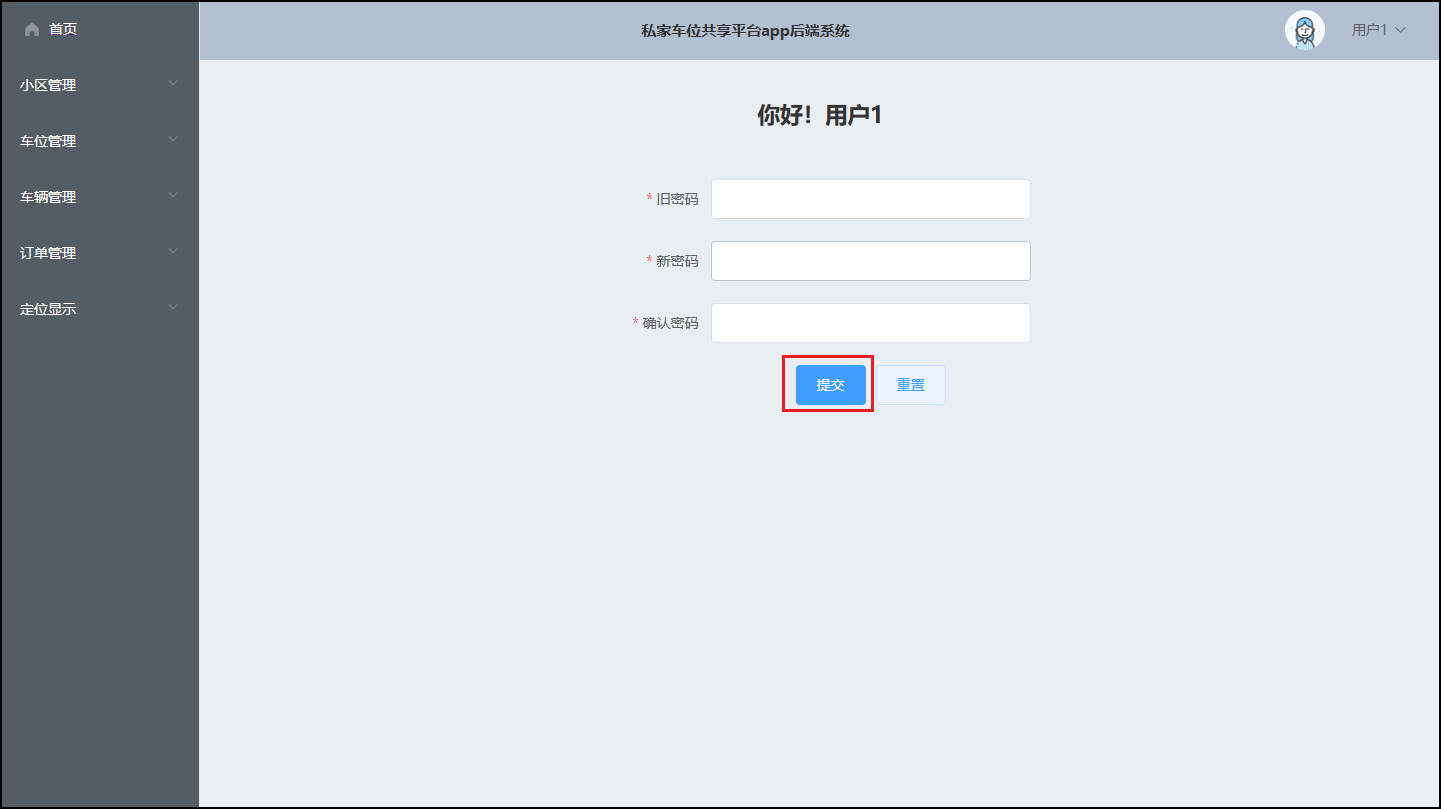 首页
小区管理
车位管理
车辆管理
订单管理
定位显示
私家车位共享平台app后端系统
用户1
你好！用户1
* 旧密码
* 新密码
* 确认密码
提交 重置